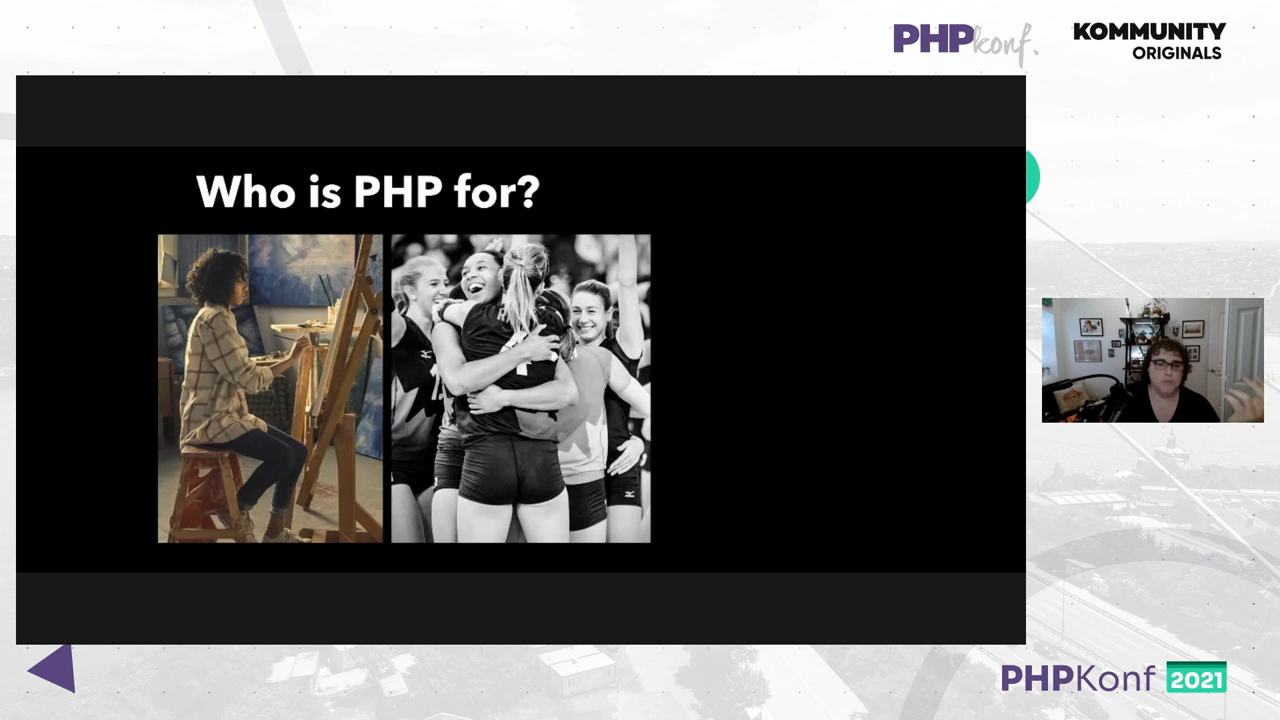 PHPkonf.
KOMMUNITY
ORIGINALS
Who is PHP for?
PHPKonf 2021